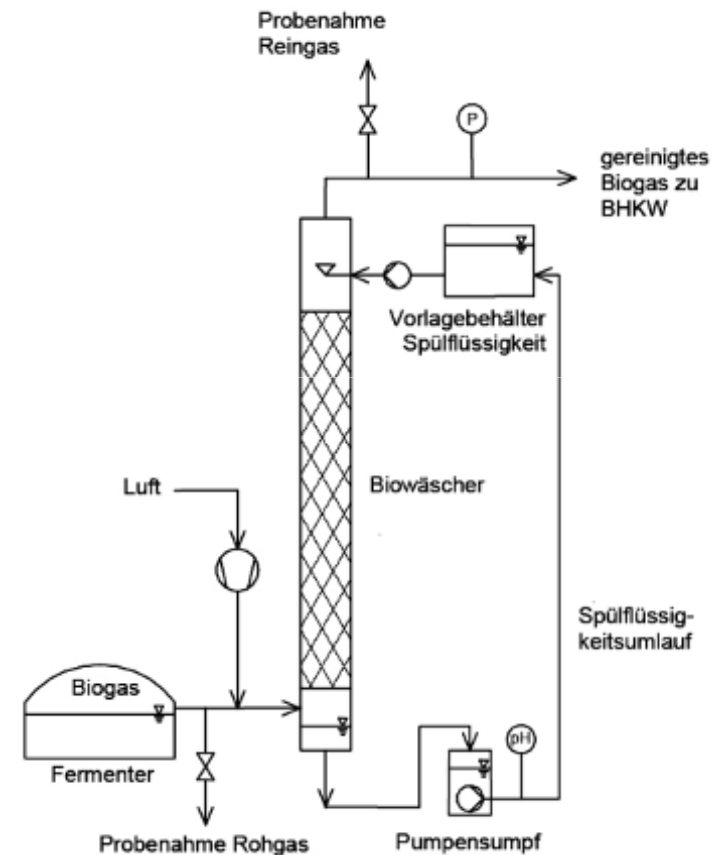 Probenahme
Reingas
P
gereinigtes
Biogas zu
BHKW
Vorlagebehälter
Spülflüssigkeit
Luft
Biowäscher
Spülflüssig-
keitsumlauf
Biogas
Fermenter
pH
Probenahme Rohgas
Pumpensumpf